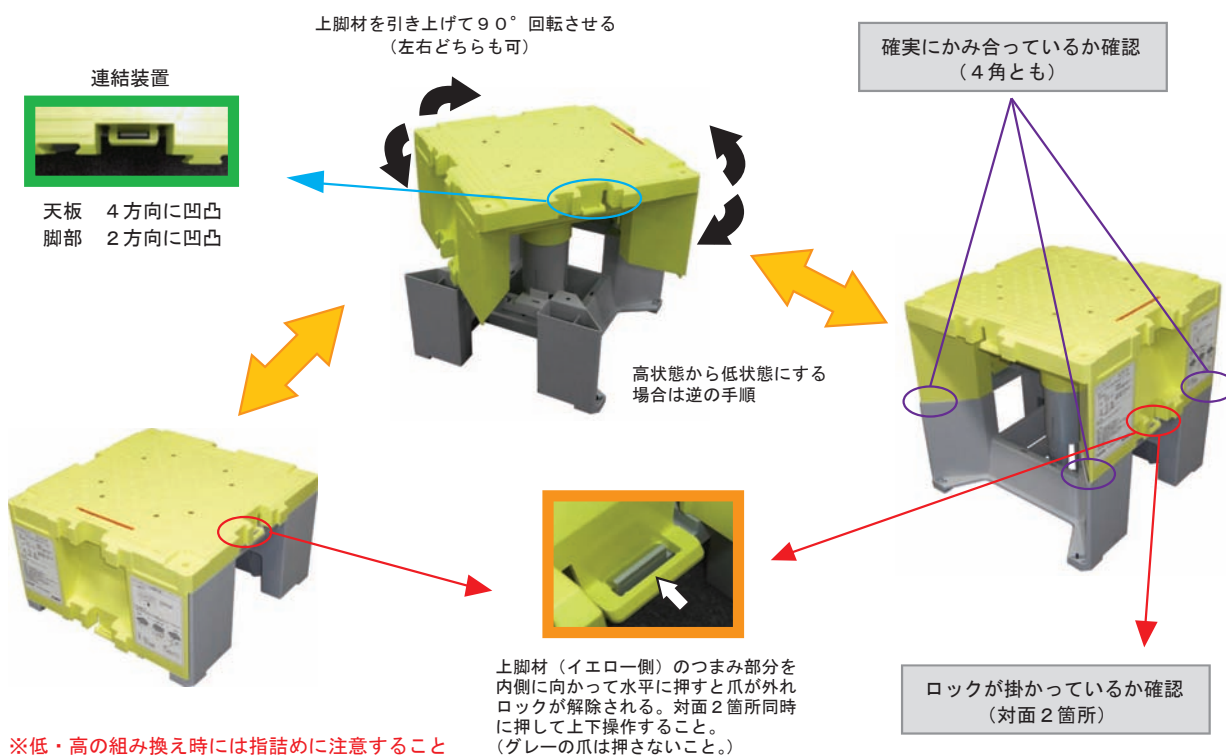 上脚材を引き上げて９０°回転させる
（左右どちらも可）
連結装置
天板　４方向に凹凸
脚部　２方向に凹凸
確実にかみ合っているか確認
（４角とも）
高状態から低状態にする
場合は逆の手順
上脚材（イエロー側）のつまみ部分を
内側に向かって水平に押すと爪が外れ
ロックが解除される。対面２箇所同時
に押して上下操作すること。
（グレーの爪は押さないこと。）
ロックが掛かっているか確認
（対面２箇所）
※低・高の組み換え時には指詰めに注意すること